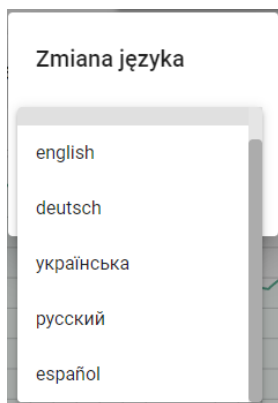 Zmiana języka
english
deutsch
українська
русский
español